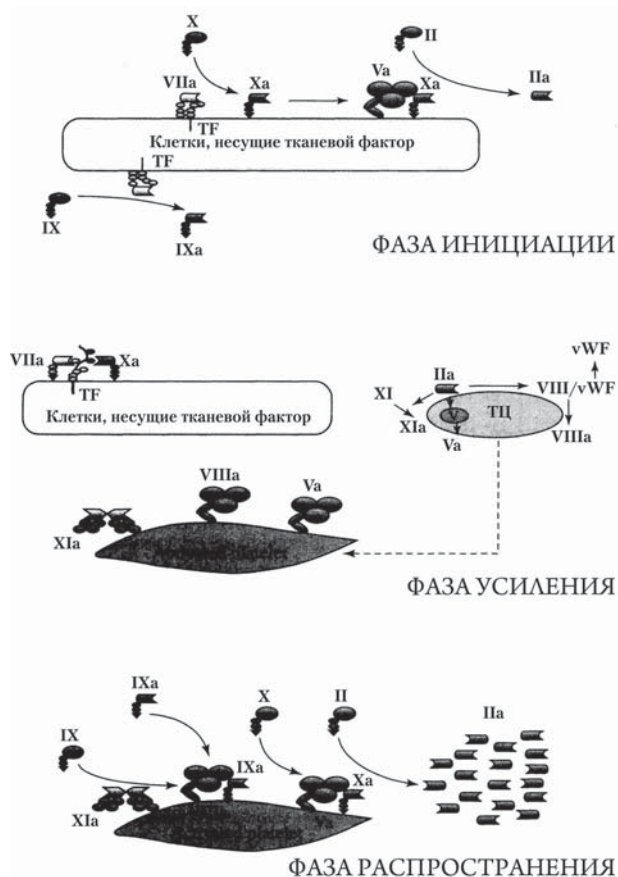 X
II
VIIa
Xa
Va
Xa
IIa
TF
Клетки, несущие тканевой фактор
TF
IX
IXa
ФАЗА ИНИЦИАЦИИ
vWF
VIIa
Xa
IIa
XI
VIII/vWF
TF
ТЦ
V
Клетки, несущие тканевой фактор
XIa
Va
VIIIa
VIIIa
Va
XIa
ФАЗА УСИЛЕНИЯ
IXa
X
II
IIa
IX
IXa
Xa
XIa
Va
ФАЗА РАСПРОСТРАНЕНИЯ